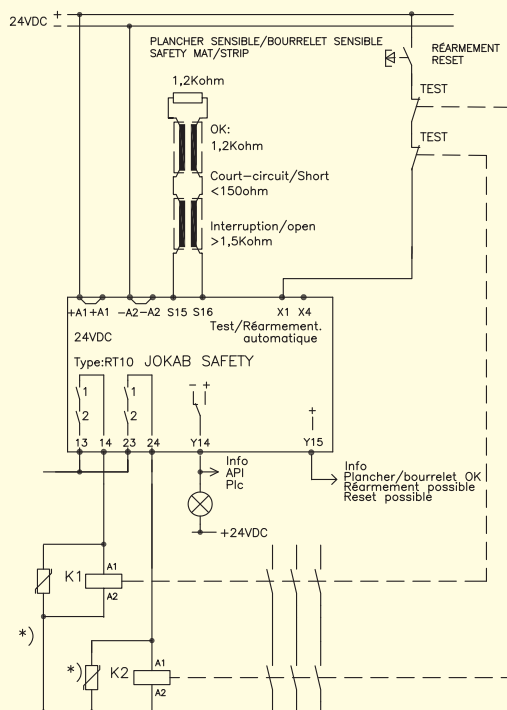 24VDC +
−
PLANCHER SENSIBLE/BOURRELET SENSIBLE
SAFETY MAT/STRIP
RÉARMEMENT
RESET
1,2Kohm
TEST
OK:
1,2Kohm
TEST
Court-circuit/Short
<150ohm
Interruption/open
>1,5Kohm
+A1 +A1 −A2 −A2 S15 S16 X1 X4
24VDC
Test/Réarmement.
automatique
Type:RT10 JOKAB SAFETY
− +
1 1
2 2
+
13 14 23 24 Y14 Y15
Info
API
Plc
Info
Plancher/bourrelet OK
Réarmement possible
Reset possible
+24VDC
K1 A1
A2
*)
*) K2 A1
A2